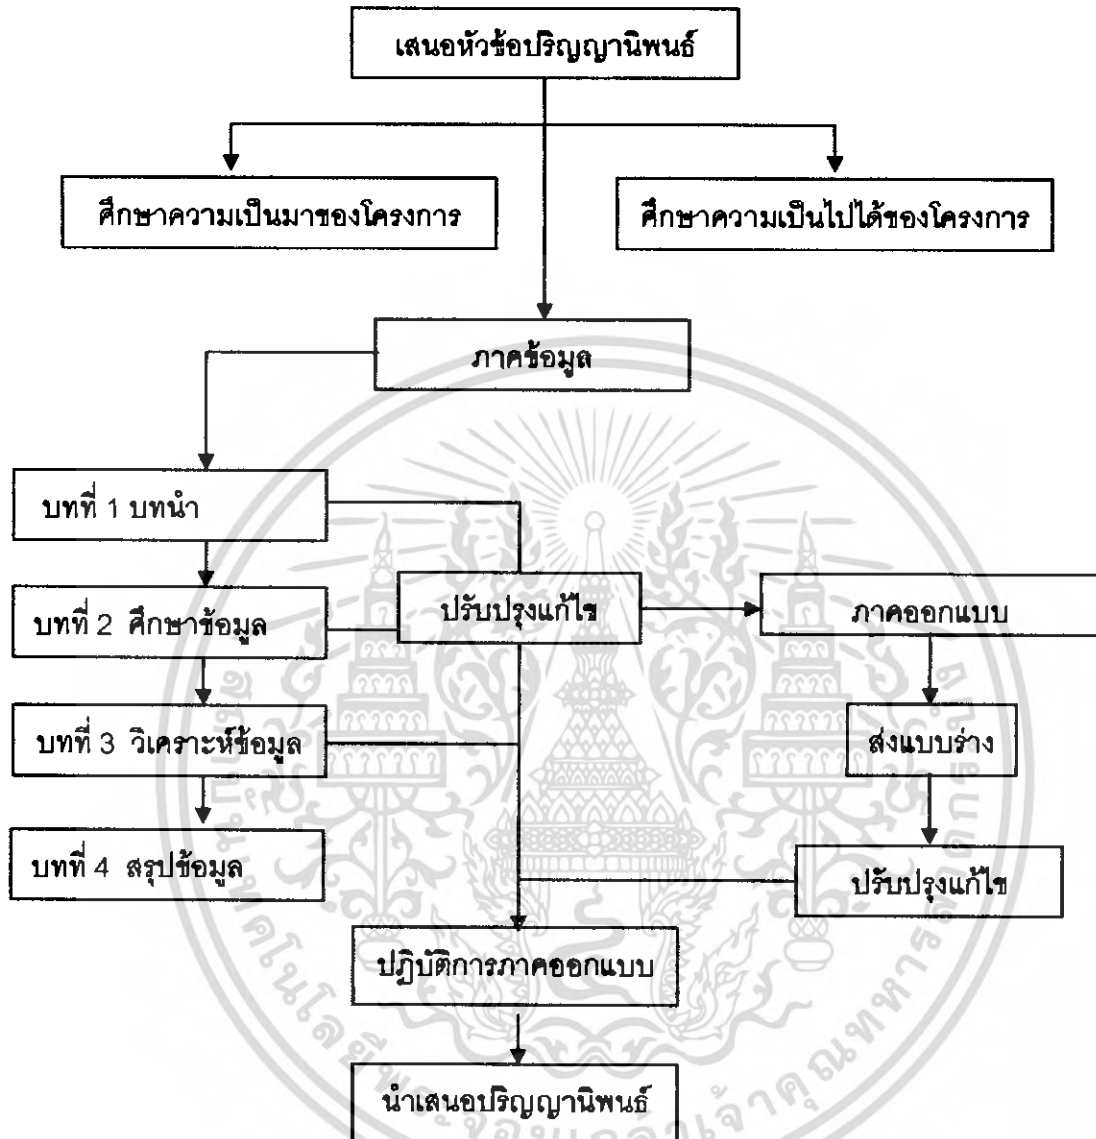 เสนอหัวข้อปริญญานิพนธ์
ศึกษาความเป็นมาของโครงการ
ศึกษาความเป็นไปได้ของโครงการ
ภาคข้อมูล
บทที่ 1 บทนำ
บทที่ 2 ศึกษาข้อมูล
ปรับปรุงแก้ไข
ภาคออกแบบ
บทที่ 3 วิเคราะห์ข้อมูล
ส่งแบบร่าง
บทที่ 4 สรุปข้อมูล
ปรับปรุงแก้ไข
ปฏิบัติการภาคออกแบบ
นำเสนอปริญญานิพนธ์